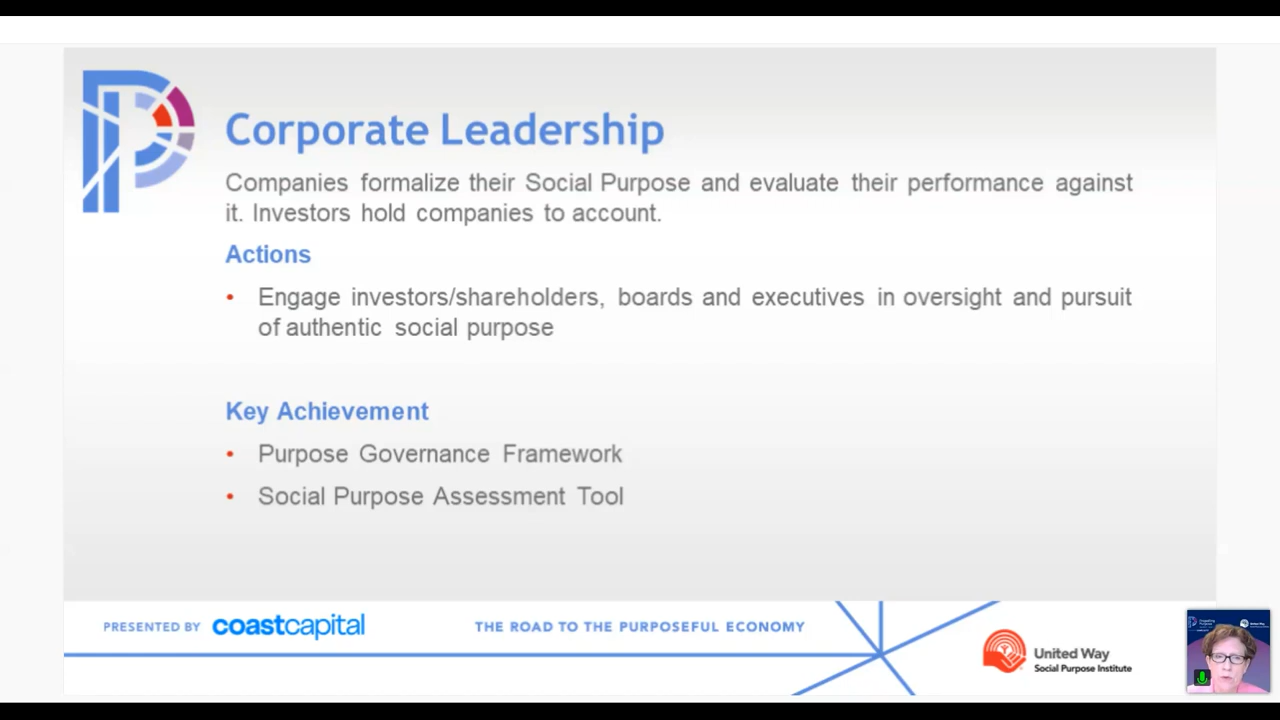 Corporate Leadership
Companies formalize their Social Purpose and evaluate their performance against
it. Investors hold companies to account.
Actions
• Engage investors/shareholders, boards and executives in oversight and pursuit
of authentic social purpose
Key Achievement
• Purpose Governance Framework
• Social Purpose Assessment Tool
PRESENTED BY coastcapital
THE ROAD TO THE PURPOSEFUL ECONOMY
United Way
Social Purpose Institute